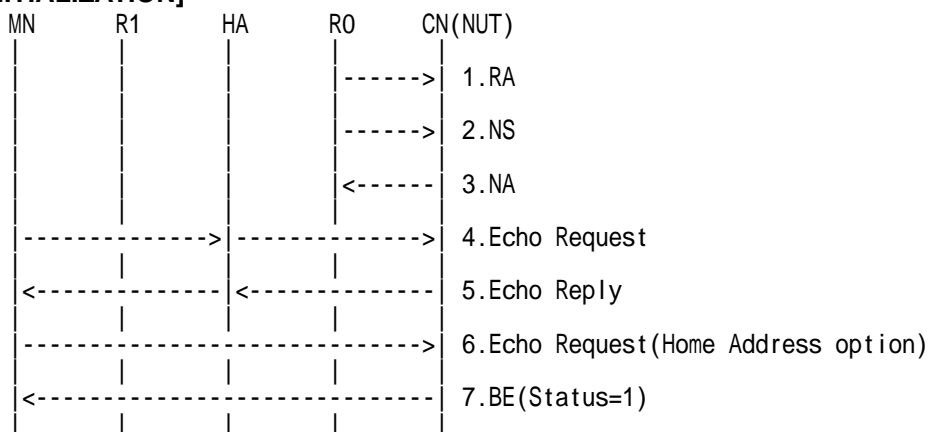 NITIALIZATION]
MN R1 HA R0 CN(NUT)
1.RA
2.NS
3.NA
4.Echo Request
5.Echo Reply
6.Echo Request(Home Address option)
7.BE(Status=1)